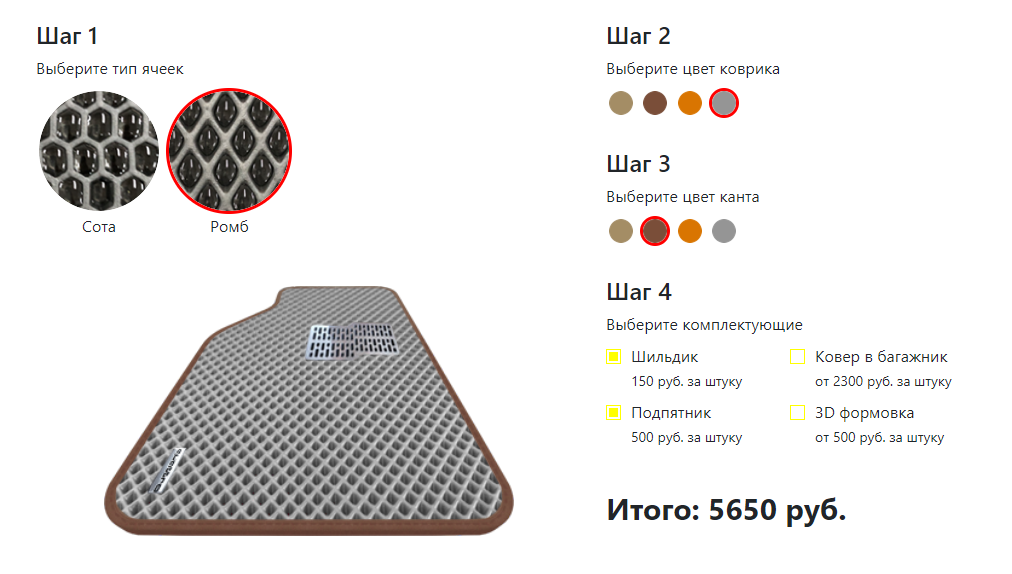 Шаг 1
Выберите тип ячеек
Сота
Ромб
Шаг 2
Выберите цвет коврика
Шаг 3
Выберите цвет канта
Шаг 4
Выберите комплектующие
Шильдик
150 руб. за штуку
Ковер в багажник
от 2300 руб. за штуку
Подпятник
500 руб. за штуку
3D формовка
от 500 руб. за штуку
Итого: 5650 руб.